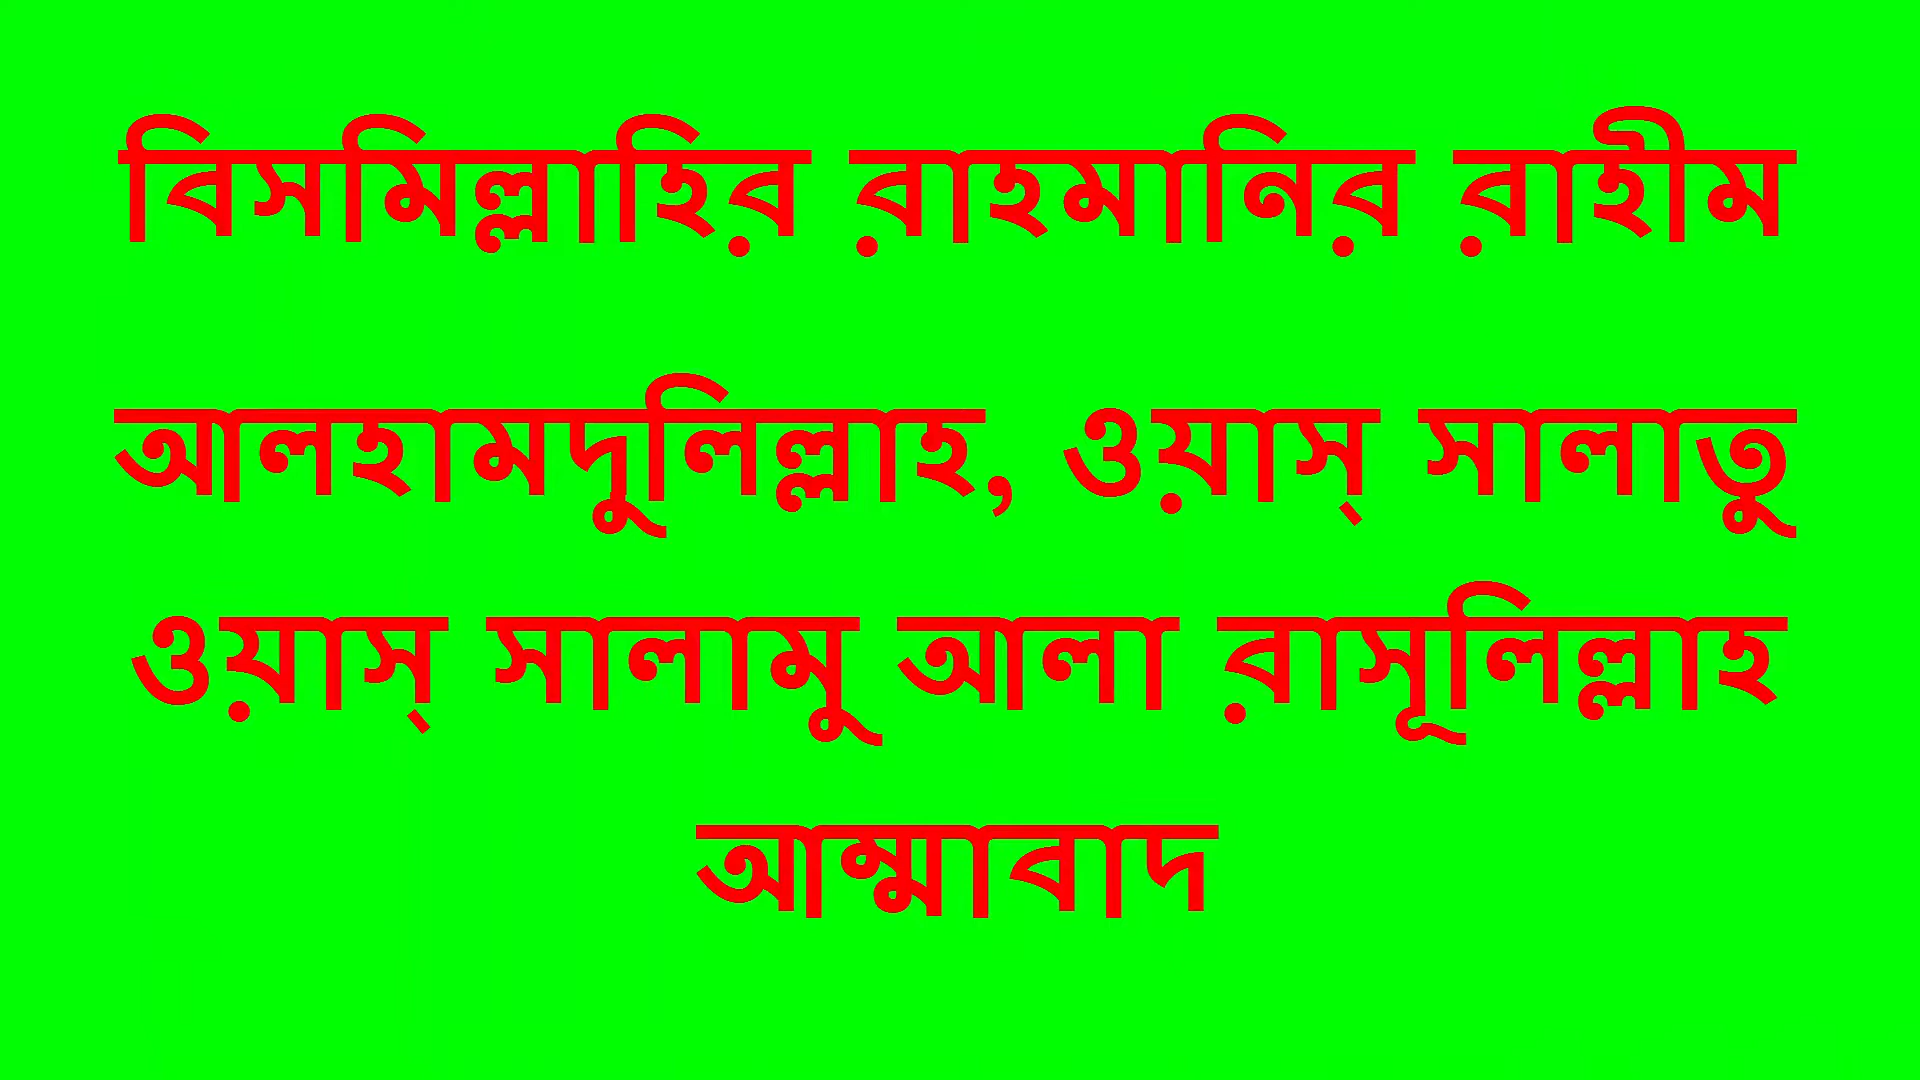 বিসমিল্লাহির রাহমানির রাহীম
আলহামদুলিল্লাহ, ওয়াস্ সালাতু
ওয়াস্ সালামু আলা রাসূলিল্লাহ
আম্মাবাদ